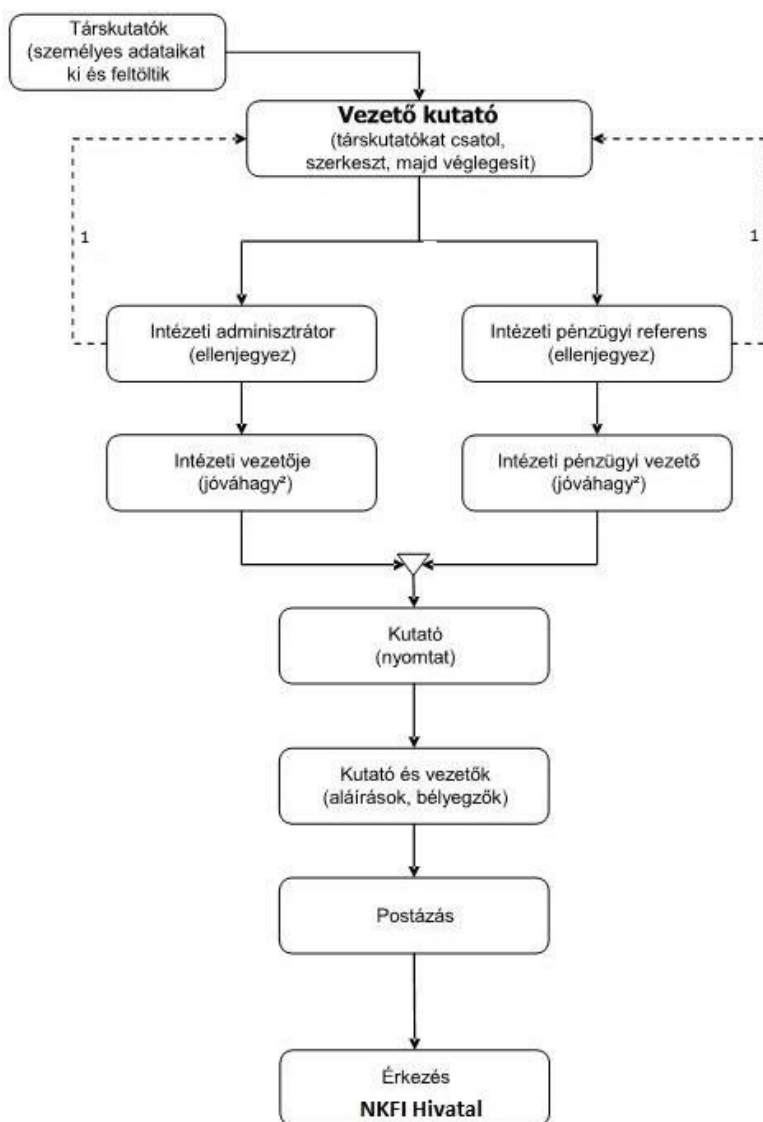 Társkutatók
(személyes adataikat
ki és feltöltik
Vezető kutató
(társkutatókat csatol,
szerkeszt, majd véglegesít)
1
1
Intézeti adminisztrátor
(ellenjegyez)
Intézeti pénzügyi referens
(ellenjegyez)
Intézeti vezetője
(jóváhagy²)
Intézeti pénzügyi vezető
(jóváhagy²)
Kutató
(nyomtat)
Kutató és vezetők
(aláírások, bélyegzők)
Postázás
Érkezés
NKFI Hivatal